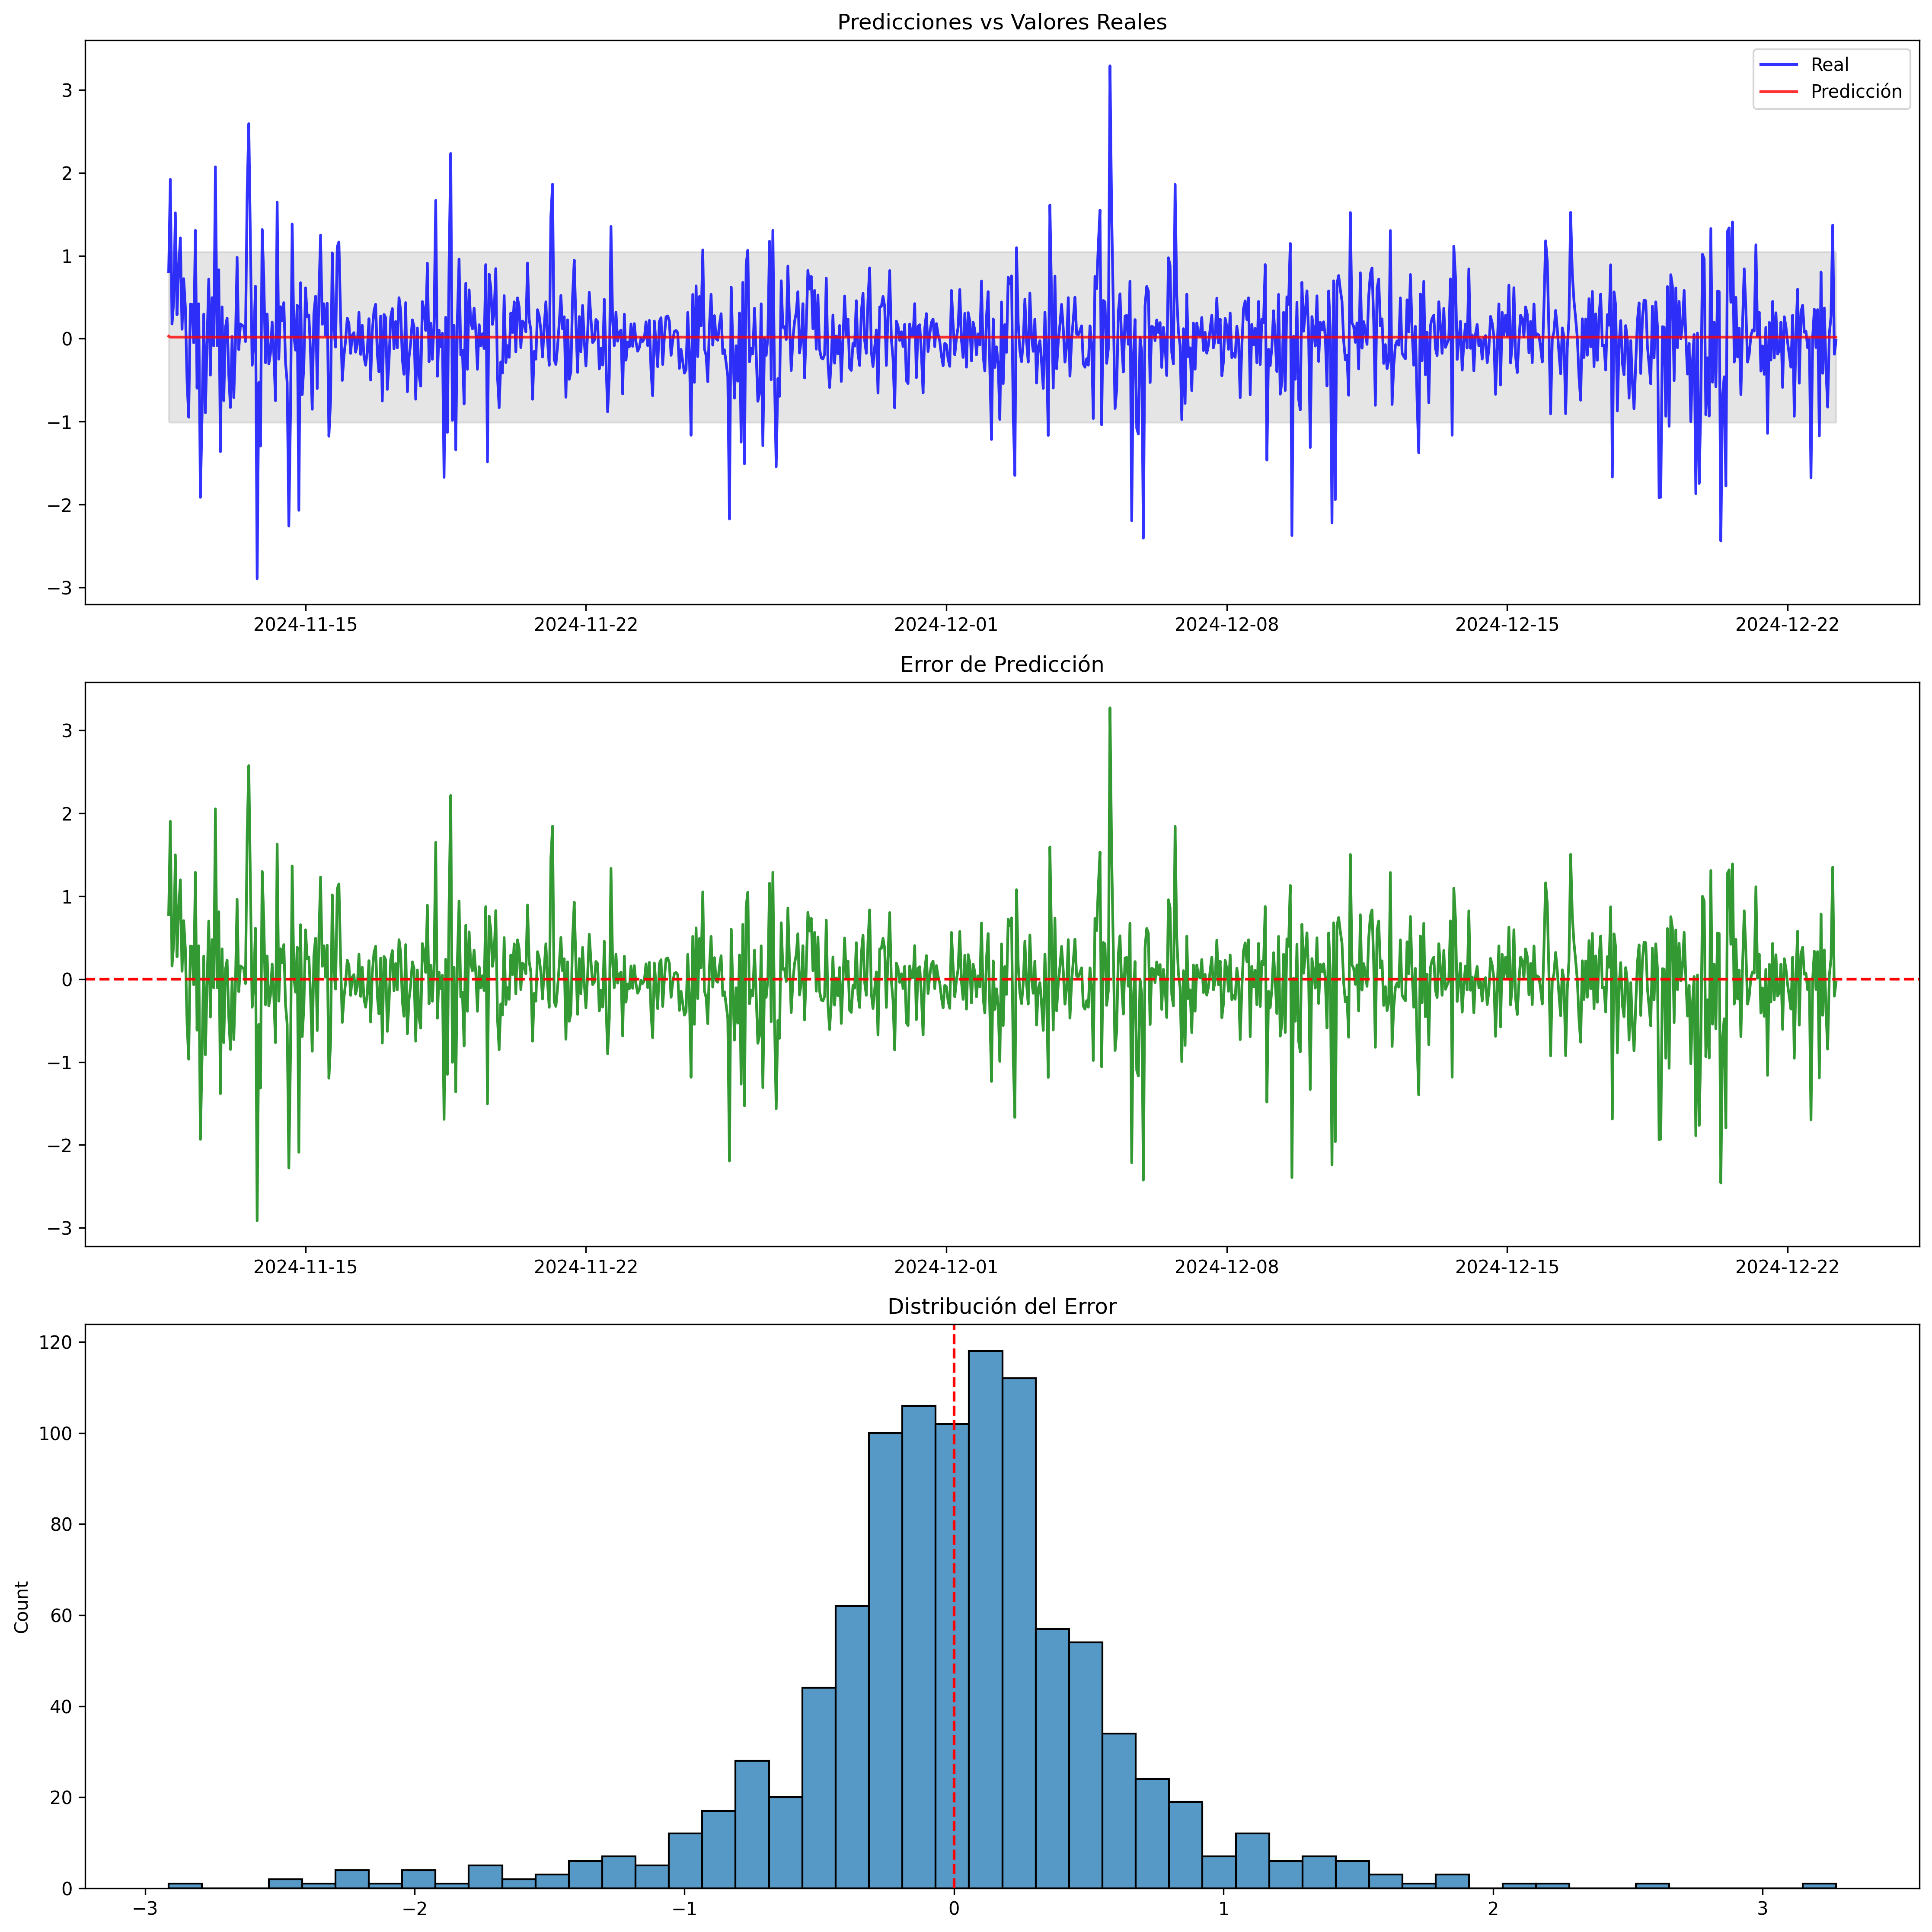 Predicciones vs Valores Reales
Real
Predicción
3
2
1
0
−1
−2
−3
2024-11-15 2024-11-22 2024-12-01 2024-12-08 2024-12-15 2024-12-22
Error de Predicción
3
2
1
0
−1
−2
−3
2024-11-15 2024-11-22 2024-12-01 2024-12-08 2024-12-15 2024-12-22
Distribución del Error
Count
120
100
80
60
40
20
0
−3 −2 −1 0 1 2 3